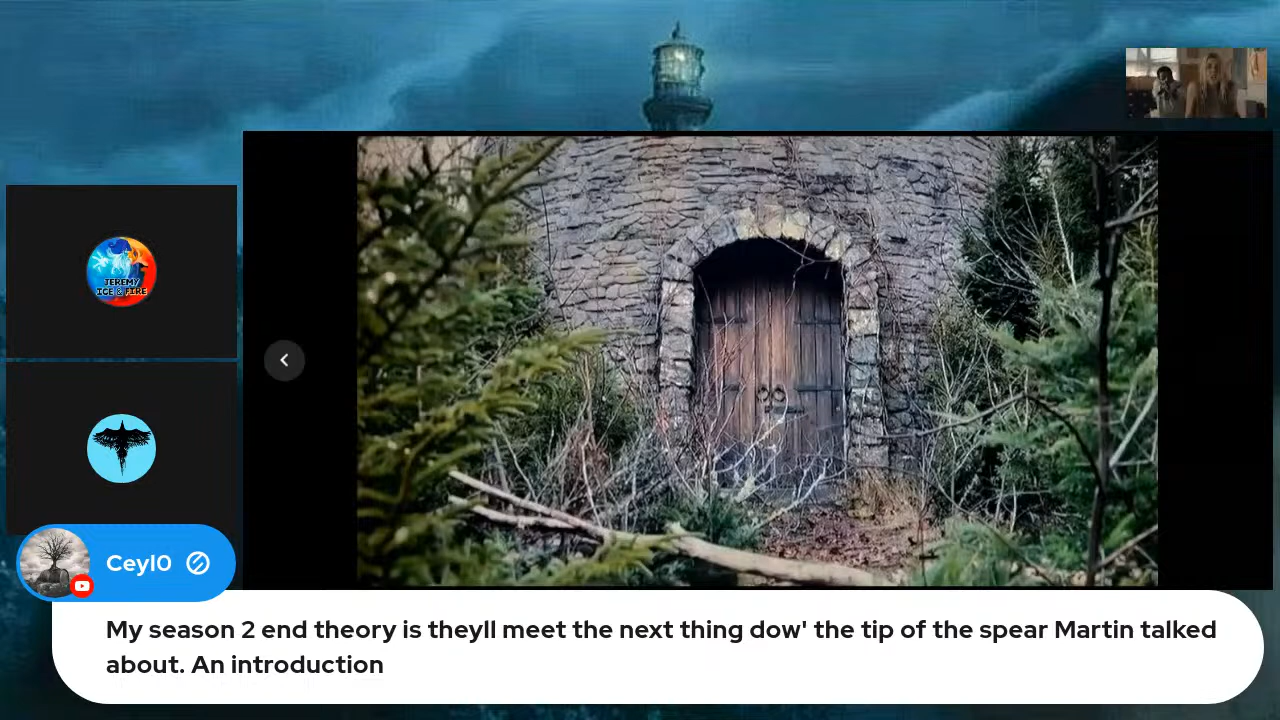 JEREMY
ICE & FIRE
Ceyl0
My season 2 end theory is theyll meet the next thing dow' the tip of the spear Martin talked
about. An introduction